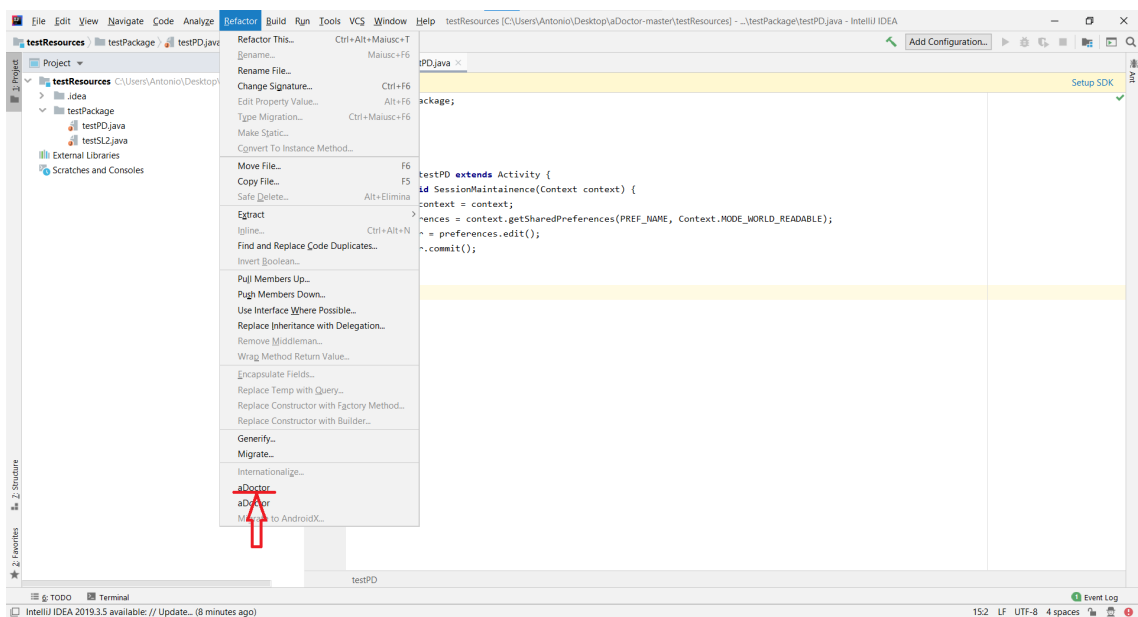 File Edit View Navigate Code Analyze Refactor Build Run Tools VCS Window Help testResources [C:\Users\Antonio\Desktop\aDoctor-master\testResources] - ...\testPackage\testPD.java - IntelliJ IDEA
testResources testPackage testPD.java
Add Configuration...
Project
testResources C:\Users\Antonio\Desktop\
.idea
testPackage
testPD.java
testSL2.java
External Libraries
Scratches and Consoles
1: Project
7: Structure
2: Favorites
Refactor This... Ctrl+Alt+Maiusc+T
Rename... Maiusc+F6
Rename File...
Change Signature... Ctrl+F6
Edit Property Value... Alt+F6
Type Migration... Ctrl+Maiusc+F6
Make Static...
Convert To Instance Method...
Move File... F6
Copy File... F5
Safe Delete... Alt+Elimina
Extract
Inline... Ctrl+Alt+N
Find and Replace Code Duplicates...
Invert Boolean...
Pull Members Up...
Push Members Down...
Use Interface Where Possible...
Replace Inheritance with Delegation...
Remove Middleman...
Wrap Method Return Value...
Encapsulate Fields...
Replace Temp with Query...
Replace Constructor with Factory Method...
Replace Constructor with Builder...
Generify...
Migrate...
Internationalize...
aDoctor
aDoctor
Migrate to AndroidX...
tPD.java
Setup SDK
Ant
ackage;
testPD extends Activity {
id SessionMaintainence(Context context) {
context = context;
rences = context.getSharedPreferences(PREF_NAME, Context.MODE_WORLD_READABLE);
r = preferences.edit();
r.commit();
testPD
6: TODO Terminal
1 Event Log
IntelliJ IDEA 2019.3.5 available: // Update... (8 minutes ago)
15:2 LF UTF-8 4 spaces